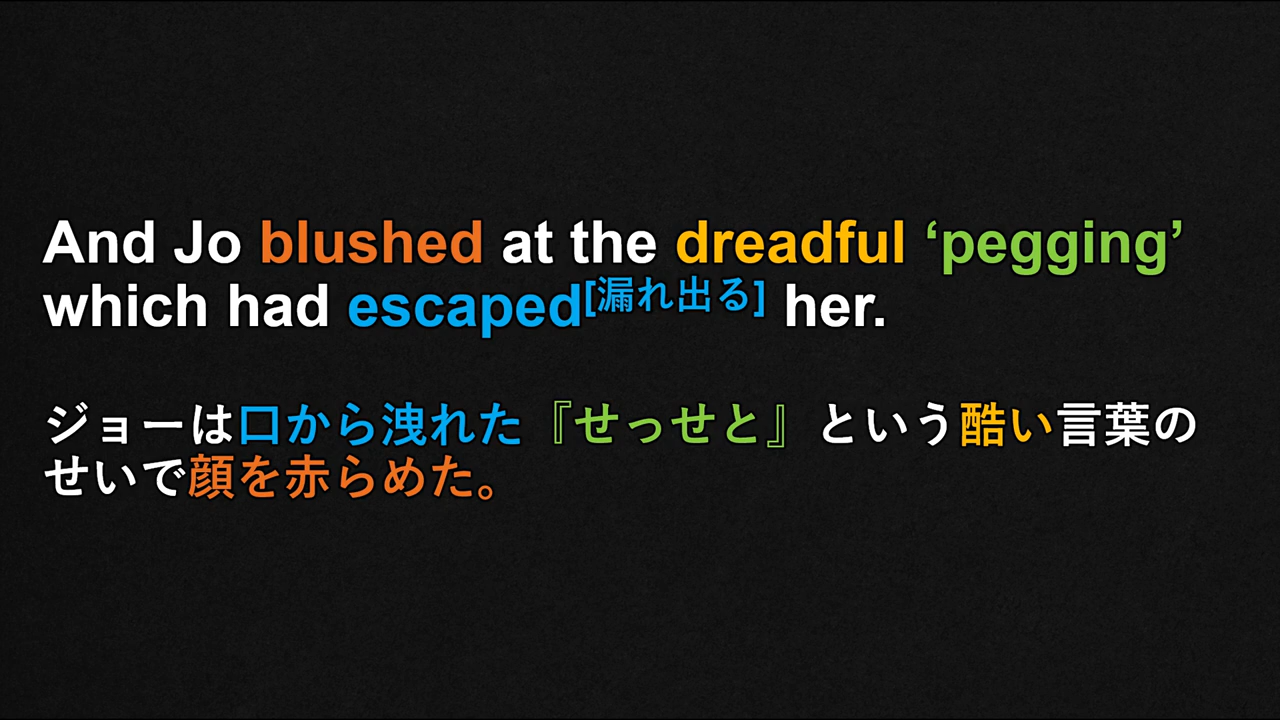 And Jo blushed at the dreadful ‘pegging’
which had escaped[漏れ出る] her.
ジョーは口から洩れた『せっせと』という酷い言葉の
せいで顔を赤らめた。